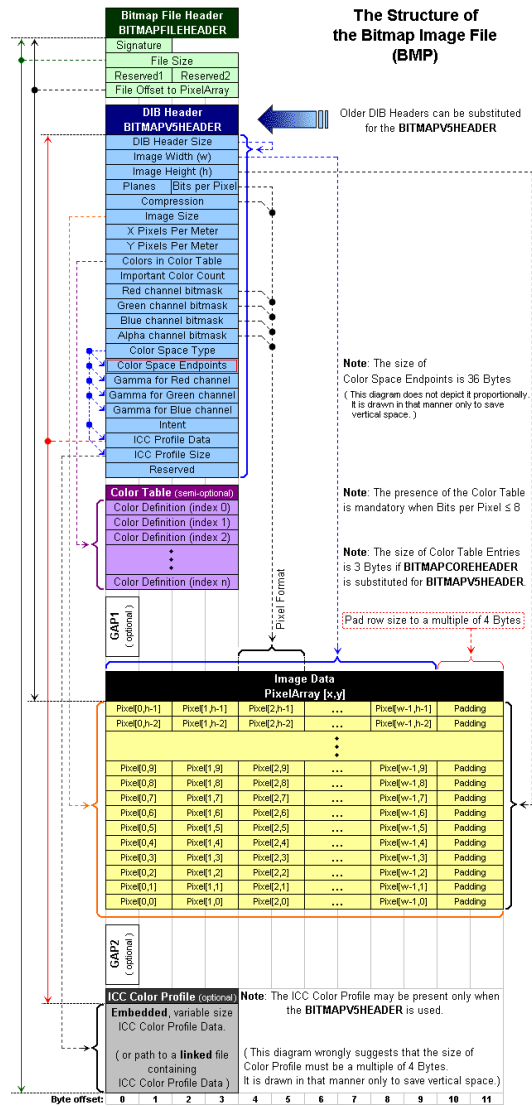 Bitmap File Header
BITMAPFILEHEADER
The Structure of
the Bitmap Image File
(BMP)
Signature
File Size
Reserved1 Reserved2
File Offset to PixelArray
DIB Header
BITMAPV5HEADER
Older DIB Headers can be substituted
for the BITMAPV5HEADER
DIB Header Size
Image Width (w)
Image Height (h)
Planes Bits per Pixel
Compression
Image Size
X Pixels Per Meter
Y Pixels Per Meter
Colors in Color Table
Important Color Count
Red channel bitmask
Green channel bitmask
Blue channel bitmask
Alpha channel bitmask
Color Space Type
Color Space Endpoints
Gamma for Red channel
Gamma for Green channel
Gamma for Blue channel
Intent
ICC Profile Data
ICC Profile Size
Reserved
Note: The size of
Color Space Endpoints is 36 Bytes
( This diagram does not depict it proportionally.
It is drawn in that manner only to save
vertical space. )
Color Table (semi-optional)
Color Definition (index 0)
Color Definition (index 1)
Color Definition (index 2)
Color Definition (index n)
Note: The presence of the Color Table
is mandatory when Bits per Pixel ≤ 8
Note: The size of Color Table Entries
is 3 Bytes if BITMAPCOREHEADER
is substituted for BITMAPV5HEADER.
GAP1
(optional)
Pixel Format
Pad row size to a multiple of 4 Bytes
Image Data
PixelArray [x,y]
Pixel[0,h-1] Pixel[1,h-1] Pixel[2,h-1] ... Pixel[w-1,h-1] Padding
Pixel[0,h-2] Pixel[1,h-2] Pixel[2,h-2] ... Pixel[w-1,h-2] Padding
Pixel[0,9] Pixel[1,9] Pixel[2,9] ... Pixel[w-1,9] Padding
Pixel[0,8] Pixel[1,8] Pixel[2,8] ... Pixel[w-1,8] Padding
Pixel[0,7] Pixel[1,7] Pixel[2,7] ... Pixel[w-1,7] Padding
Pixel[0,6] Pixel[1,6] Pixel[2,6] ... Pixel[w-1,6] Padding
Pixel[0,5] Pixel[1,5] Pixel[2,5] ... Pixel[w-1,5] Padding
Pixel[0,4] Pixel[1,4] Pixel[2,4] ... Pixel[w-1,4] Padding
Pixel[0,3] Pixel[1,3] Pixel[2,3] ... Pixel[w-1,3] Padding
Pixel[0,2] Pixel[1,2] Pixel[2,2] ... Pixel[w-1,2] Padding
Pixel[0,1] Pixel[1,1] Pixel[2,1] ... Pixel[w-1,1] Padding
Pixel[0,0] Pixel[1,0] Pixel[2,0] ... Pixel[w-1,0] Padding
GAP2
(optional)
ICC Color Profile (optional)
Embedded, variable size
ICC Color Profile Data.
( or path to a linked file
containing
ICC Color Profile Data )
Note: The ICC Color Profile may be present only when
the BITMAPV5HEADER is used.
( This diagram wrongly suggests that the size of
Color Profile must be a multiple of 4 Bytes.
It is drawn in that manner only to save vertical space.)
Byte offset: 0 1 2 3 4 5 6 7 8 9 10 11